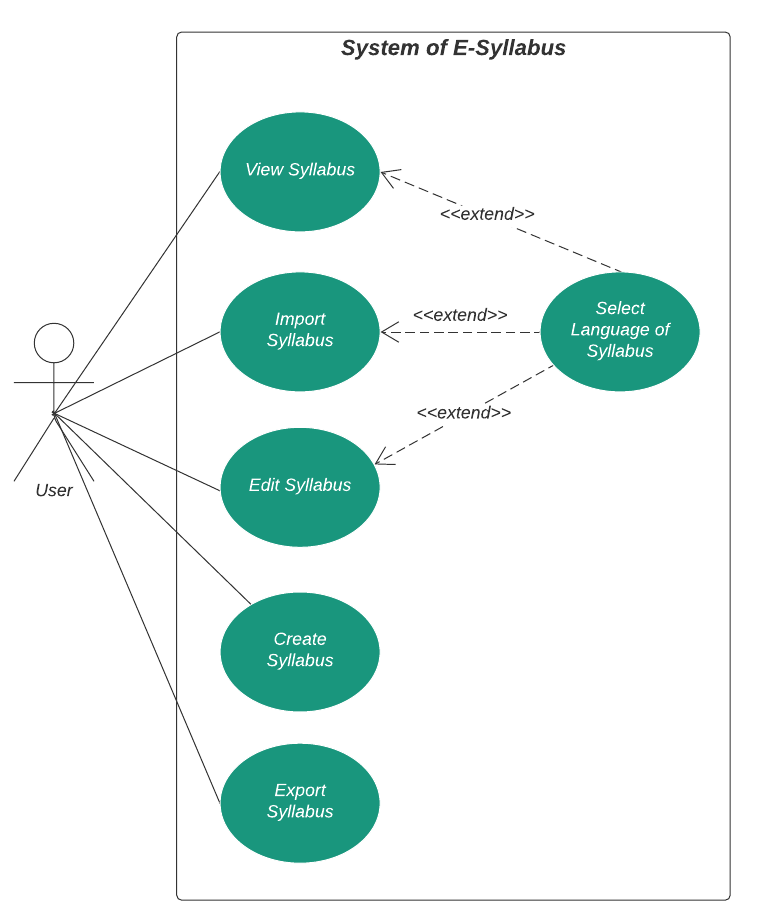 System of E-Syllabus
View Syllabus
<<extend>>
Import
Syllabus
<<extend>>
Select
Language of
Syllabus
<<extend>>
Edit Syllabus
User
Create
Syllabus
Export
Syllabus